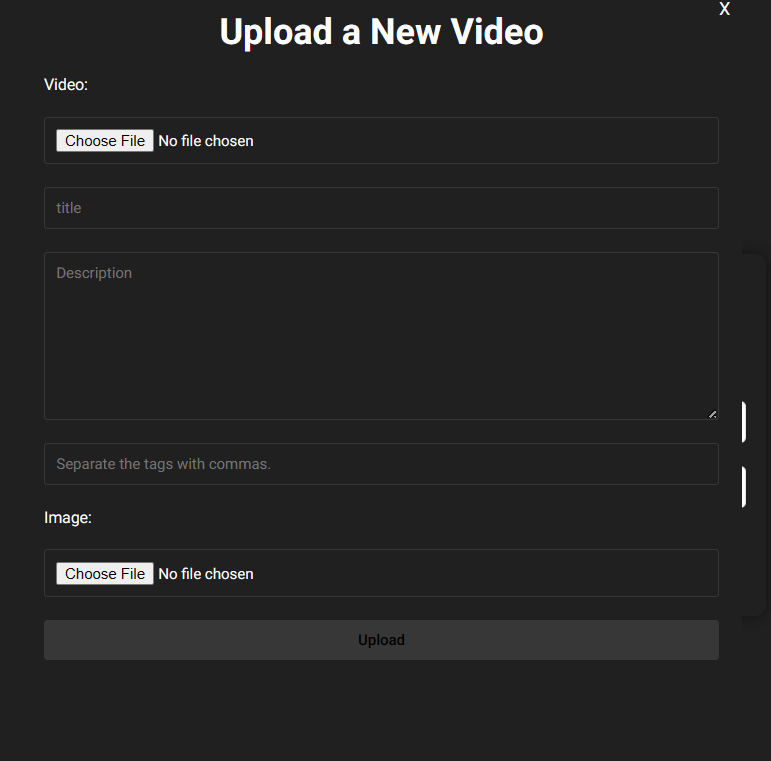 X
Upload a New Video
Video:
Choose File No file chosen
title
Description
Separate the tags with commas.
Image:
Choose File No file chosen
Upload